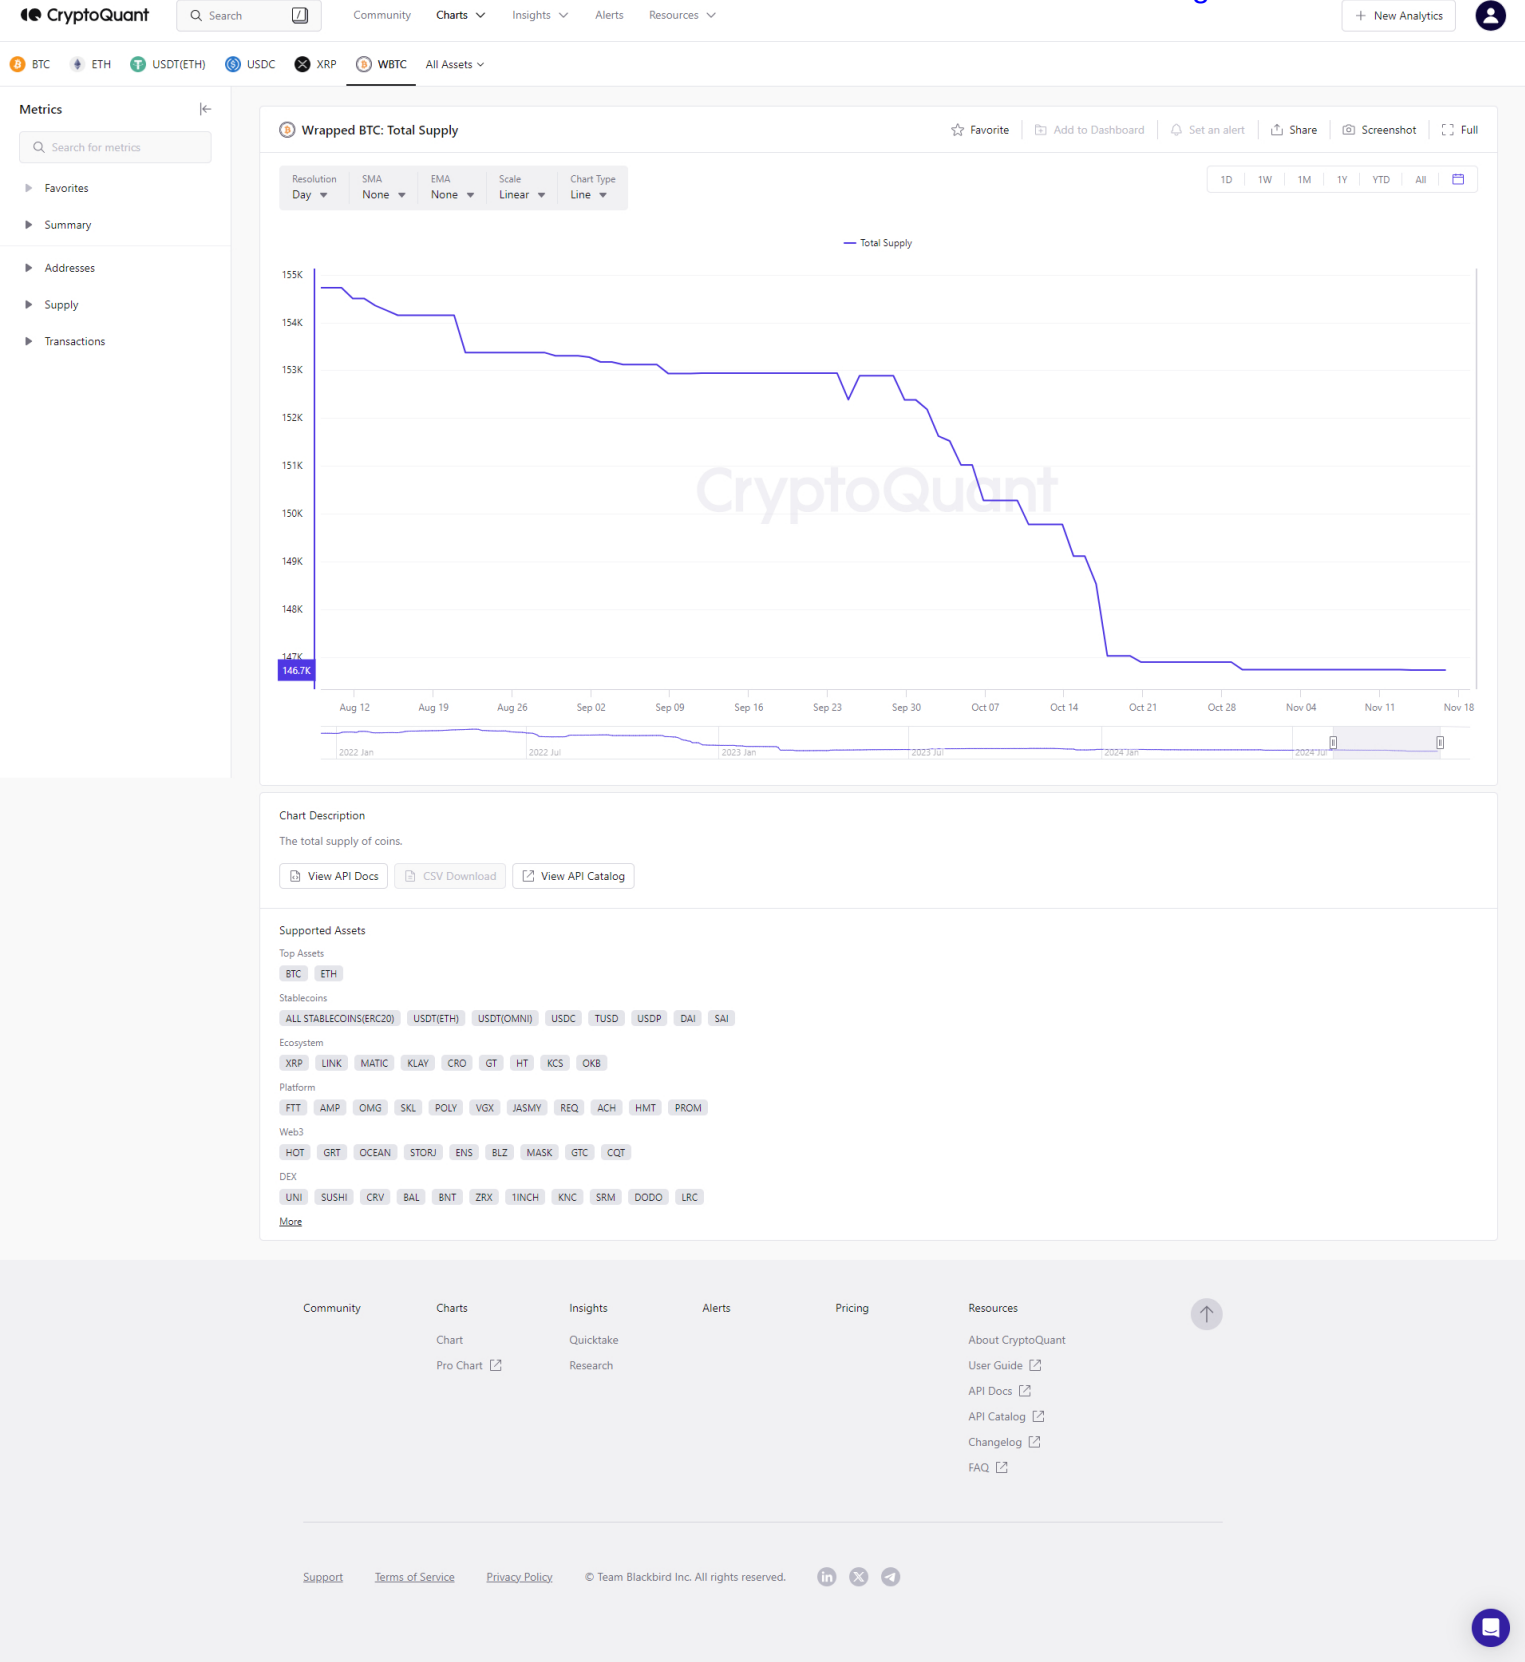 CryptoQuant
Search /
Community Charts Insights Alerts Resources
New Analytics
BTC ETH USDT(ETH) USDC XRP WBTC All Assets
Metrics
Search for metrics
Favorites
Summary
Addresses
Supply
Transactions
Wrapped BTC: Total Supply
Favorite Add to Dashboard Set an alert Share Screenshot Full
Resolution SMA EMA Scale Chart Type
Day None None Linear Line
1D 1W 1M 1Y YTD All
Total Supply
155K
154K
153K
152K
151K
150K
149K
148K
147K
146.7K
CryptoQuant
Aug 12 Aug 19 Aug 26 Sep 02 Sep 09 Sep 16 Sep 23 Sep 30 Oct 07 Oct 14 Oct 21 Oct 28 Nov 04 Nov 11 Nov 18
2022 Jan 2022 Jul 2023 Jan 2023 Jul 2024 Jan 2024 Jul
Chart Description
The total supply of coins.
View API Docs CSV Download View API Catalog
Supported Assets
Top Assets
BTC ETH
Stablecoins
ALL STABLECOINS(ERC20) USDT(ETH) USDT(OMNI) USDC TUSD USDP DAI SAI
Ecosystem
XRP LINK MATIC KLAY CRO GT HT KCS OKB
Platform
FTT AMP OMG SKL POLY VGX JASMY REQ ACH HMT PROM
Web3
HOT GRT OCEAN STORJ ENS BLZ MASK GTC CQT
DEX
UNI SUSHI CRV BAL BNT ZRX 1INCH KNC SRM DODO LRC
More
Community Charts Insights Alerts Pricing Resources
Chart Quicktake About CryptoQuant
Pro Chart Research User Guide
API Docs
API Catalog
Changelog
FAQ
Support Terms of Service Privacy Policy © Team Blackbird Inc. All rights reserved.